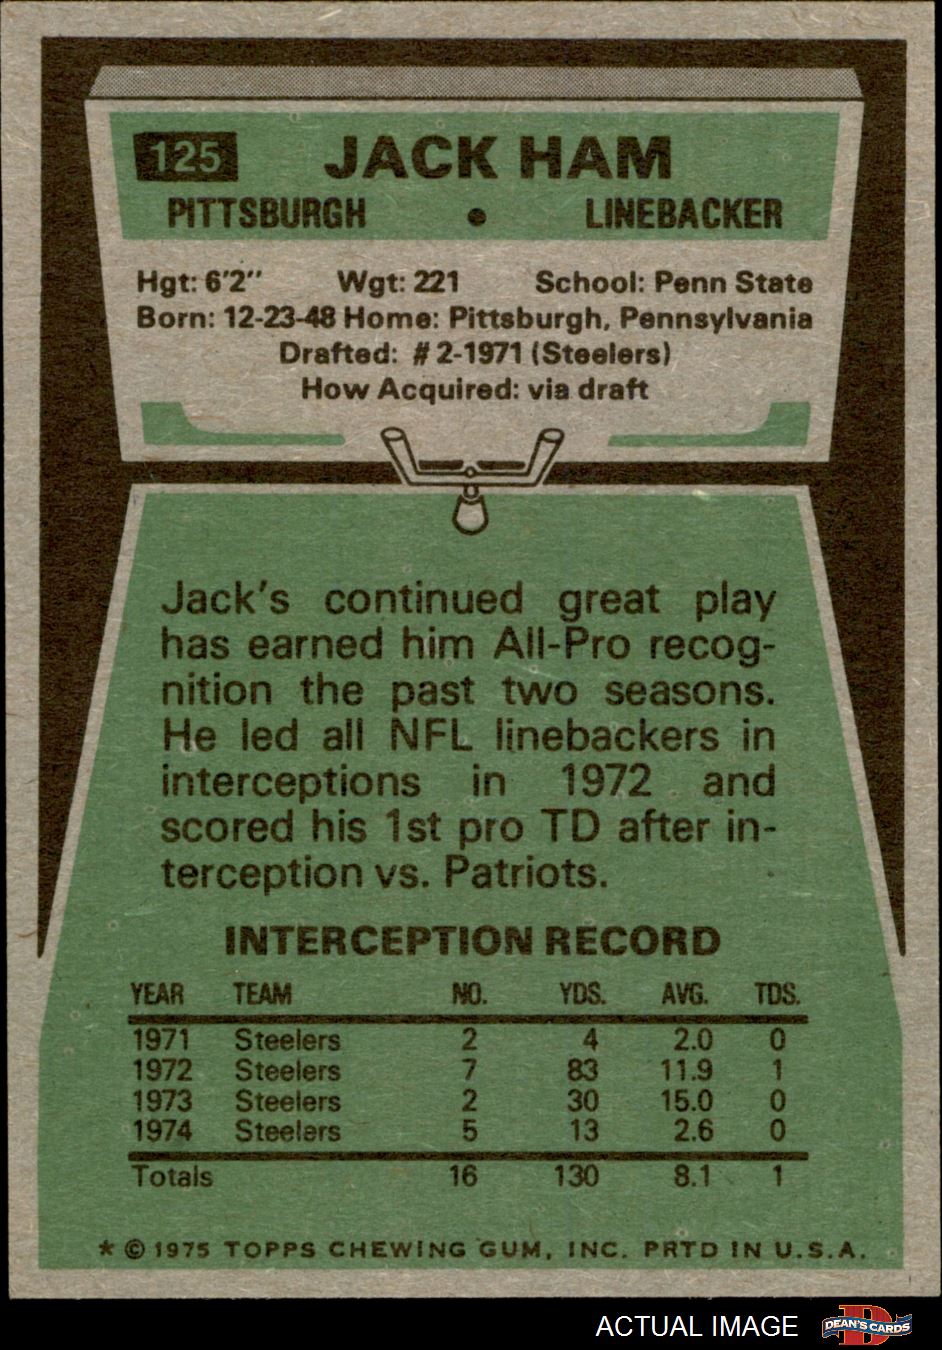 125 JACK HAM
PITTSBURGH • LINEBACKER
Hgt: 6'2" Wgt: 221 School: Penn State
Born: 12-23-48 Home: Pittsburgh, Pennsylvania
Drafted: #2-1971 (Steelers)
How Acquired: via draft
Jack's continued great play
has earned him All-Pro recog-
nition the past two seasons.
He led all NFL linebackers in
interceptions in 1972 and
scored his 1st pro TD after in-
terception vs. Patriots.
INTERCEPTION RECORD
YEAR TEAM NO. YDS. AVG. TDS.
1971 Steelers 2 4 2.0 0
1972 Steelers 7 83 11.9 1
1973 Steelers 2 30 15.0 0
1974 Steelers 5 13 2.6 0
Totals 16 130 8.1 1
* © 1975 TOPPS CHEWING GUM, INC. PRTD IN U.S.A.
ACTUAL IMAGE D DEAN'S CARDS